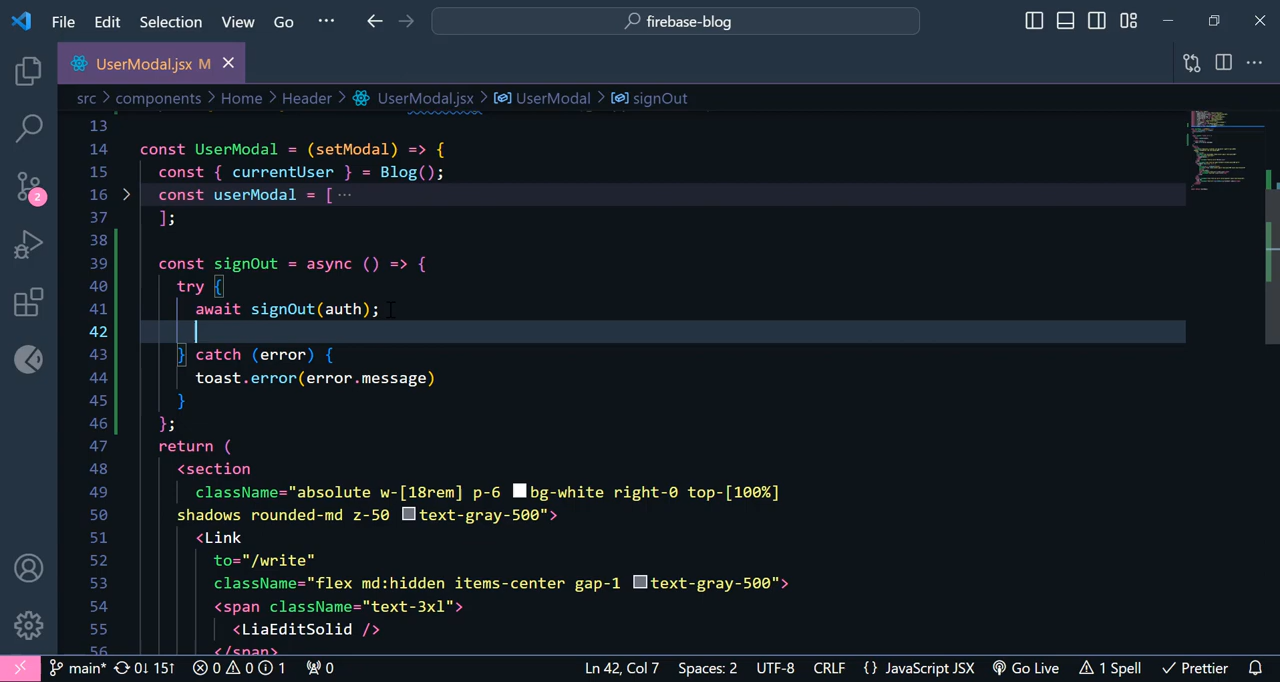 File Edit Selection View Go ··· firebase-blog
UserModal.jsx M
src > components > Home > Header > UserModal.jsx > UserModal > signOut
13
14 const UserModal = (setModal) => {
15 const { currentUser } = Blog();
16 const userModal = [ ···
37 ];
38
39 const signOut = async () => {
40 try {
41 await signOut(auth);
42
43 } catch (error) {
44 toast.error(error.message)
45 }
46 };
47 return (
48 <section
49 className="absolute w-[18rem] p-6 bg-white right-0 top-[100%]
50 shadows rounded-md z-50 text-gray-500">
51 <Link
52 to="/write"
53 className="flex md:hidden items-center gap-1 text-gray-500">
54 <span className="text-3xl">
55 <LiaEditSolid />
56 </span>
2
main* 0↓ 15↑ 0 0 1 0 Ln 42, Col 7 Spaces: 2 UTF-8 CRLF {} JavaScript JSX Go Live 1 Spell Prettier